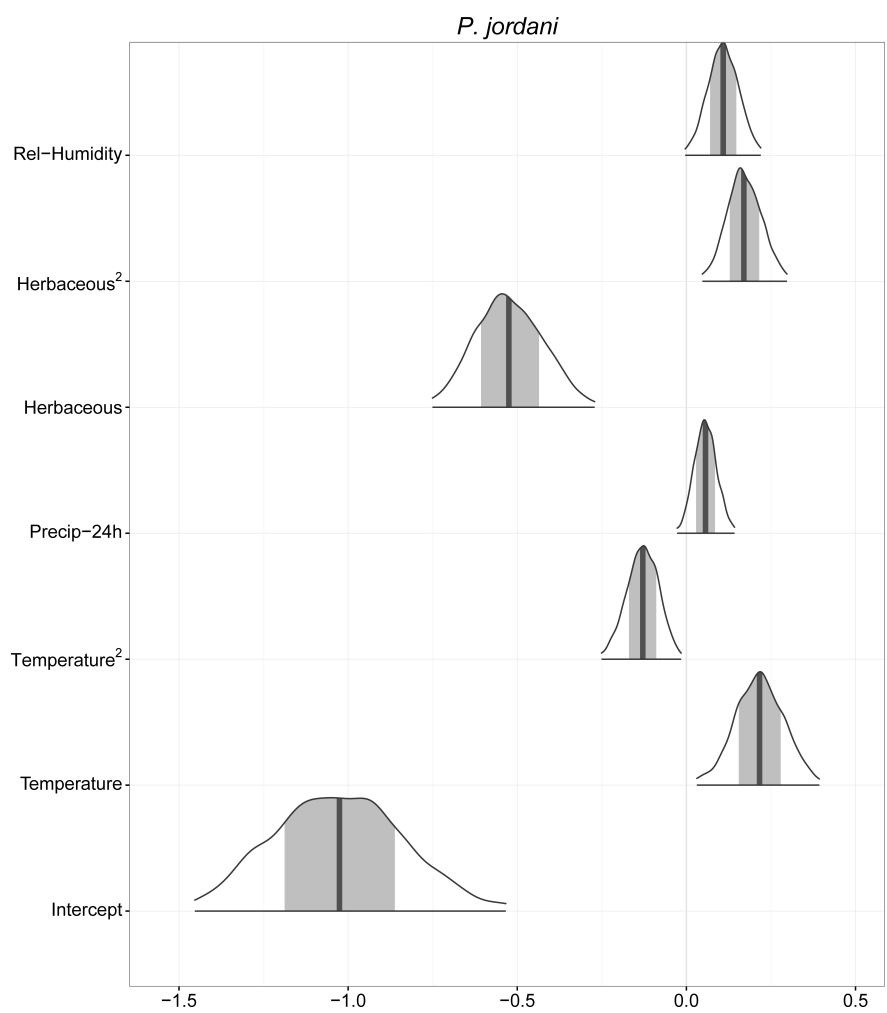 P. jordani
Rel−Humidity
Herbaceous²
Herbaceous
Precip−24h
Temperature²
Temperature
Intercept
−1.5 −1.0 −0.5 0.0 0.5